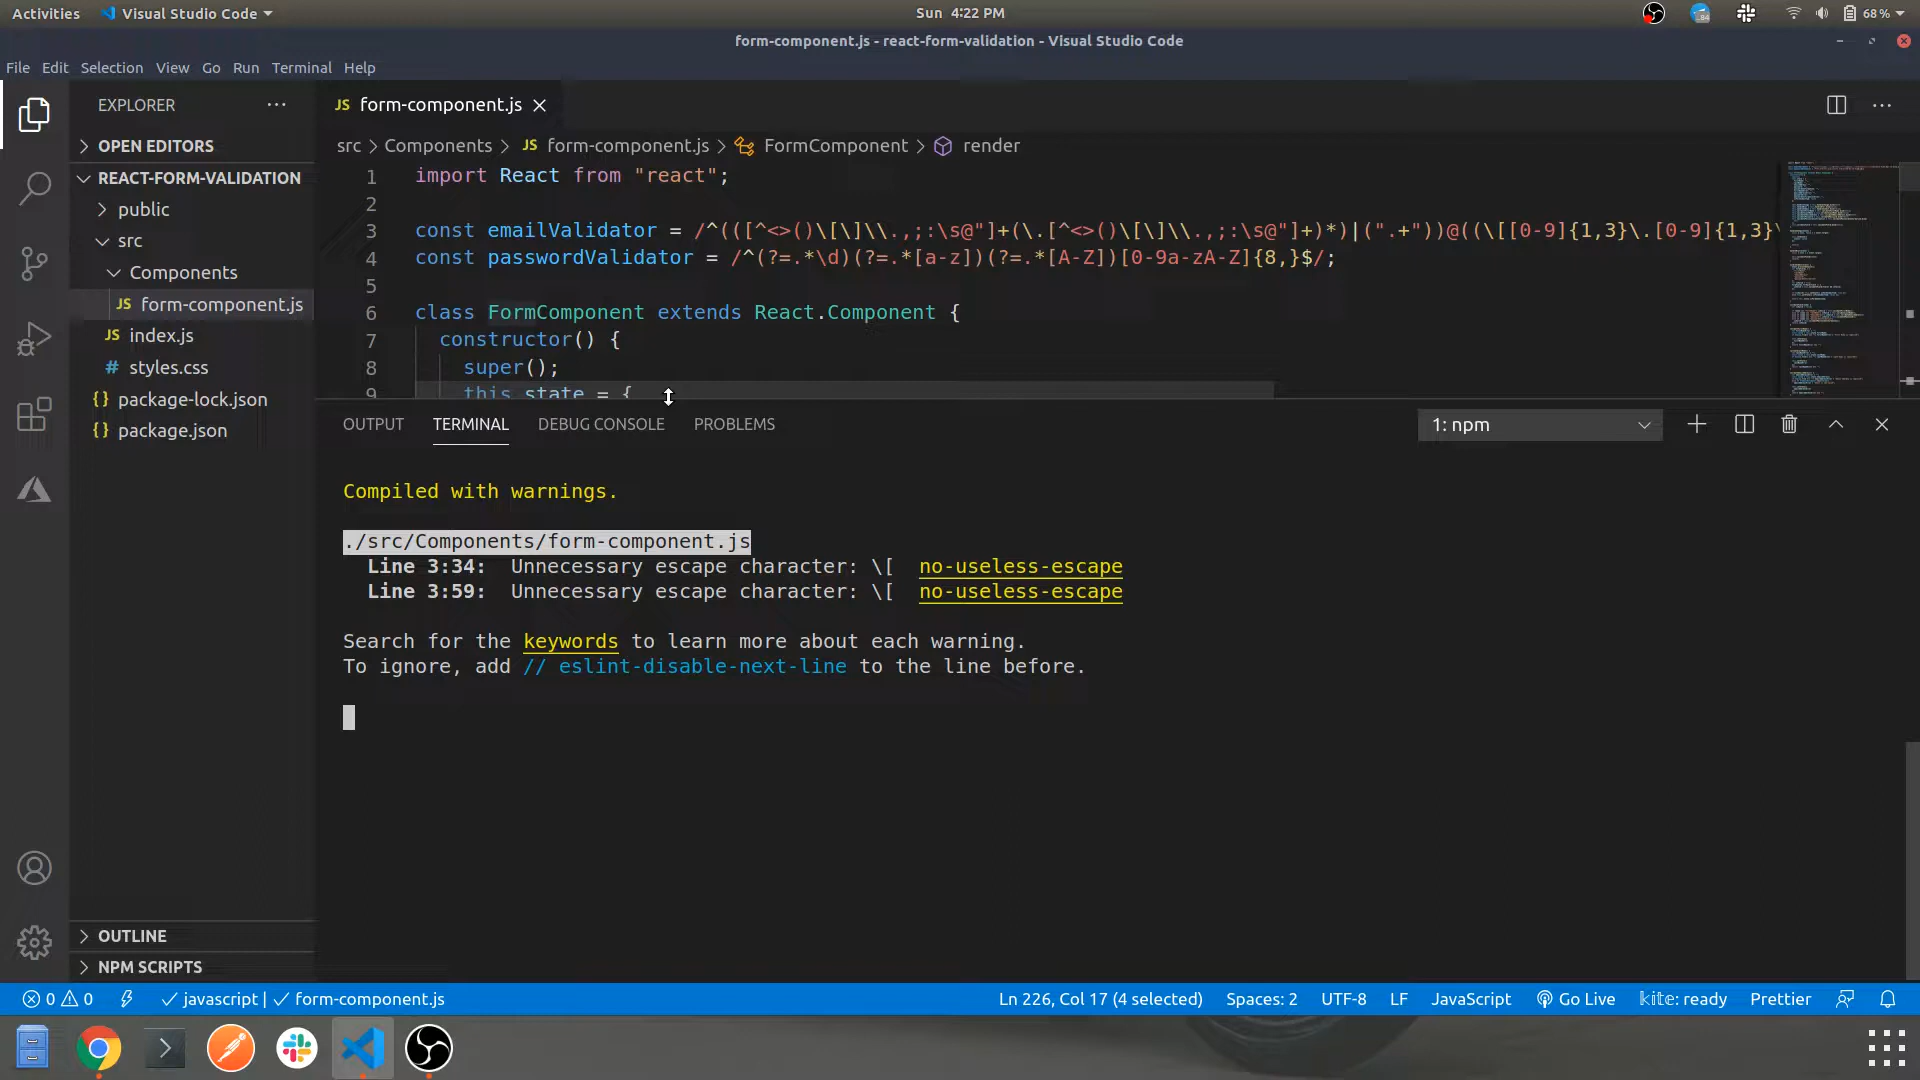 Activities
Visual Studio Code
Sun 4:22 PM
68 %
form-component.js - react-form-validation - Visual Studio Code
File Edit Selection View Go Run Terminal Help
EXPLORER
OPEN EDITORS
REACT-FORM-VALIDATION
public
src
Components
JS form-component.js
JS index.js
# styles.css
{} package-lock.json
{} package.json
OUTLINE
NPM SCRIPTS
JS form-component.js
src > Components > JS form-component.js > FormComponent > render
1 import React from "react";
2
3 const emailValidator = /^(([^<>()\[\]\\.,;:\s@"]+(\.[^<>()\[\]\\.,;:\s@"]+)*)|(".+"))@((\[[0-9]{1,3}\.[0-9]{1,3}\
4 const passwordValidator = /^(?=.*\d)(?=.*[a-z])(?=.*[A-Z])[0-9a-zA-Z]{8,}$/;
5
6 class FormComponent extends React.Component {
7 constructor() {
8 super();
9 this.state = {
OUTPUT TERMINAL DEBUG CONSOLE PROBLEMS
1: npm
Compiled with warnings.
./src/Components/form-component.js
Line 3:34: Unnecessary escape character: \[ no-useless-escape
Line 3:59: Unnecessary escape character: \[ no-useless-escape
Search for the keywords to learn more about each warning.
To ignore, add // eslint-disable-next-line to the line before.
0 0 javascript | form-component.js
Ln 226, Col 17 (4 selected) Spaces: 2 UTF-8 LF JavaScript Go Live kite: ready Prettier